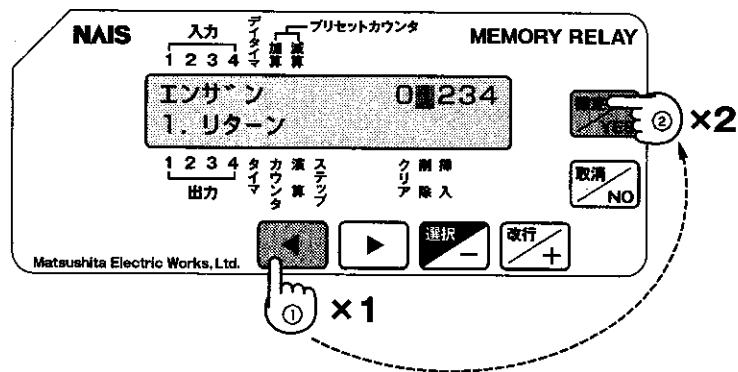 NAIS
入力
1 2 3 4
デイタイマ
プリセットカウンタ
加算
減算
MEMORY RELAY
エンザン 0 234
1. リターン
YES
②
×2
1 2 3 4
出力
タイマ
カウンタ
演算
ステップ
クリア
削除
挿入
取消
NO
◀
▶
選択
−
改行
+
Matsushita Electric Works, Ltd.
①
×1